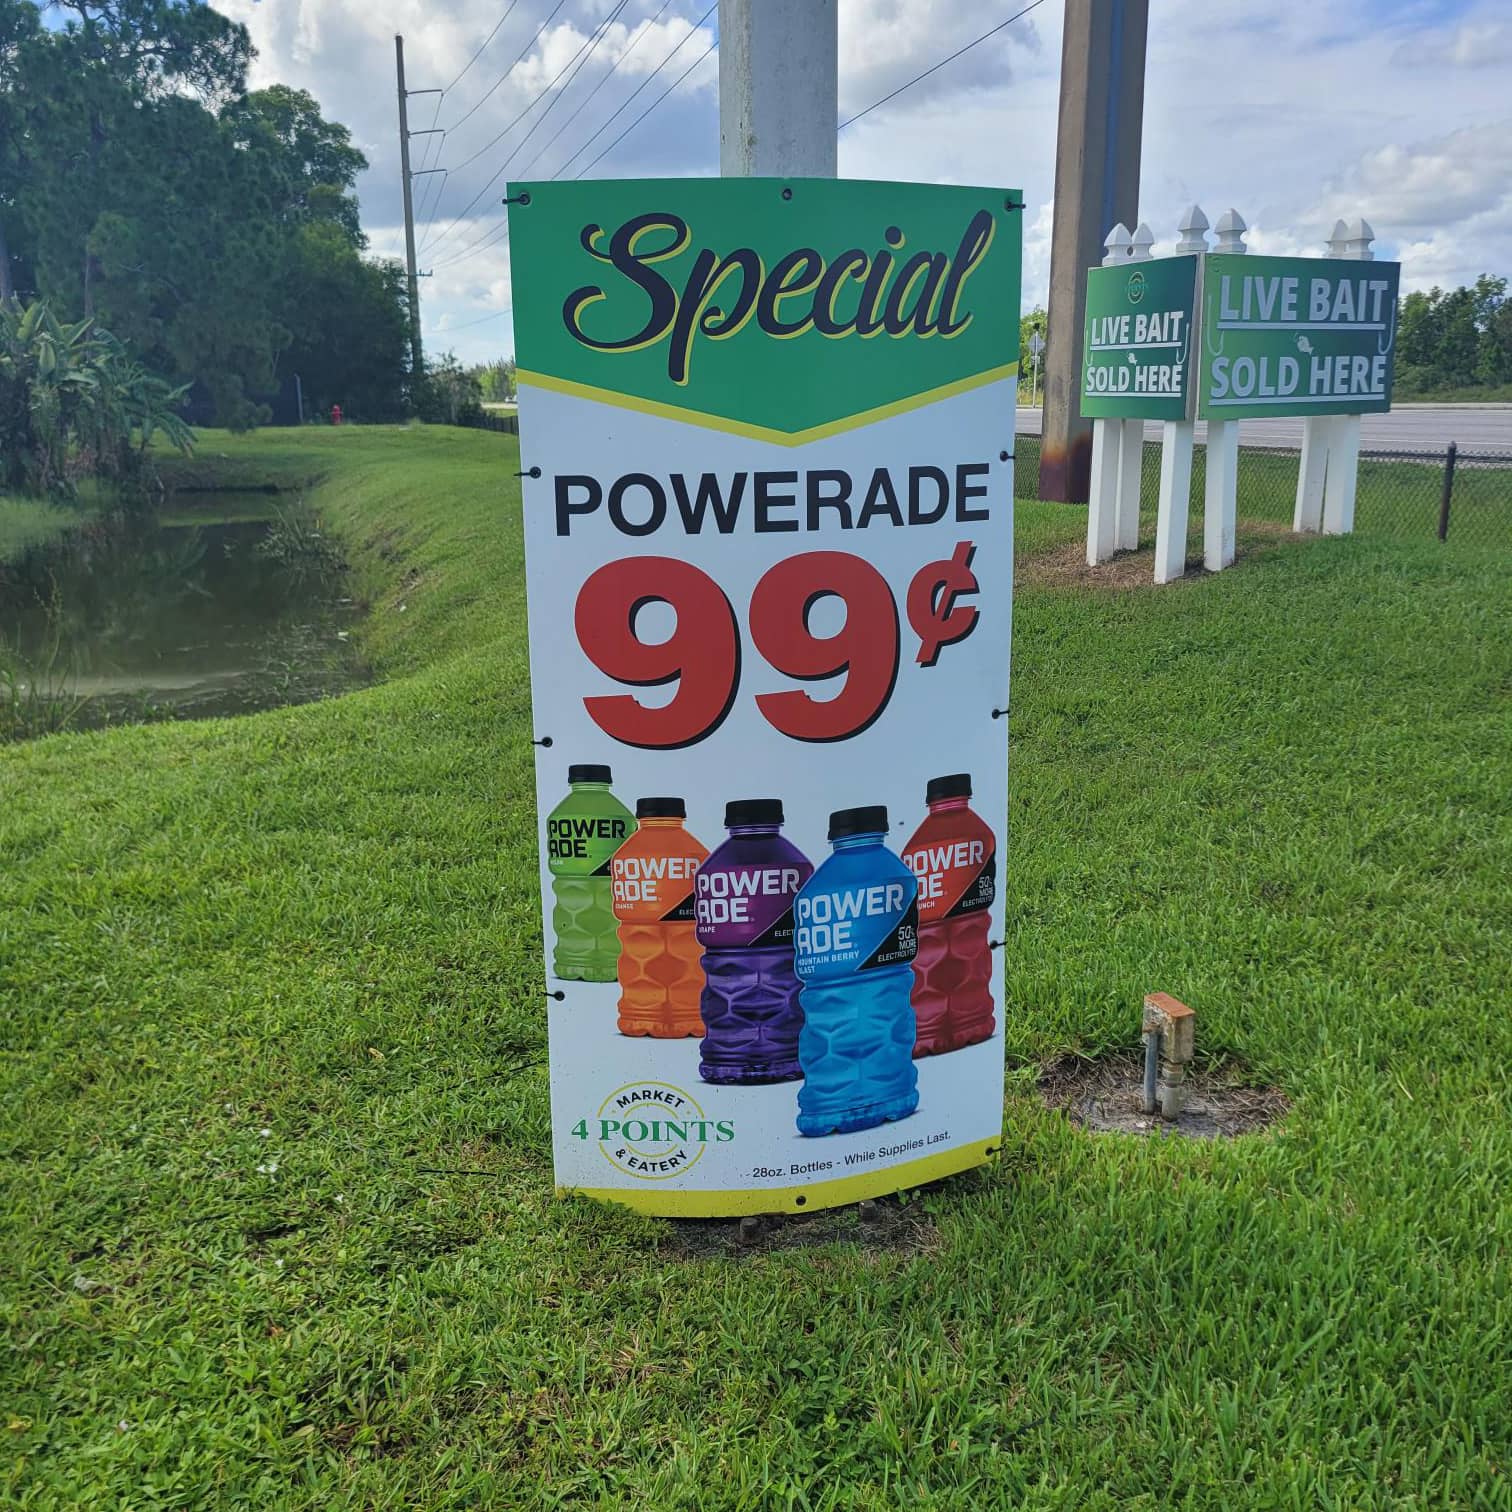 Special
POWERADE
99¢
POWER
ADE
POWER
ADE
ORANGE
POWER
ADE
GRAPE
POWER
ADE
MOUNTAIN BERRY
BLAST
50%
MORE
ELECTROLYTES
POWER
ADE
50%
MORE
MARKET
4 POINTS
& EATERY
28oz. Bottles - While Supplies Last.
LIVE BAIT
SOLD HERE
LIVE BAIT
SOLD HERE